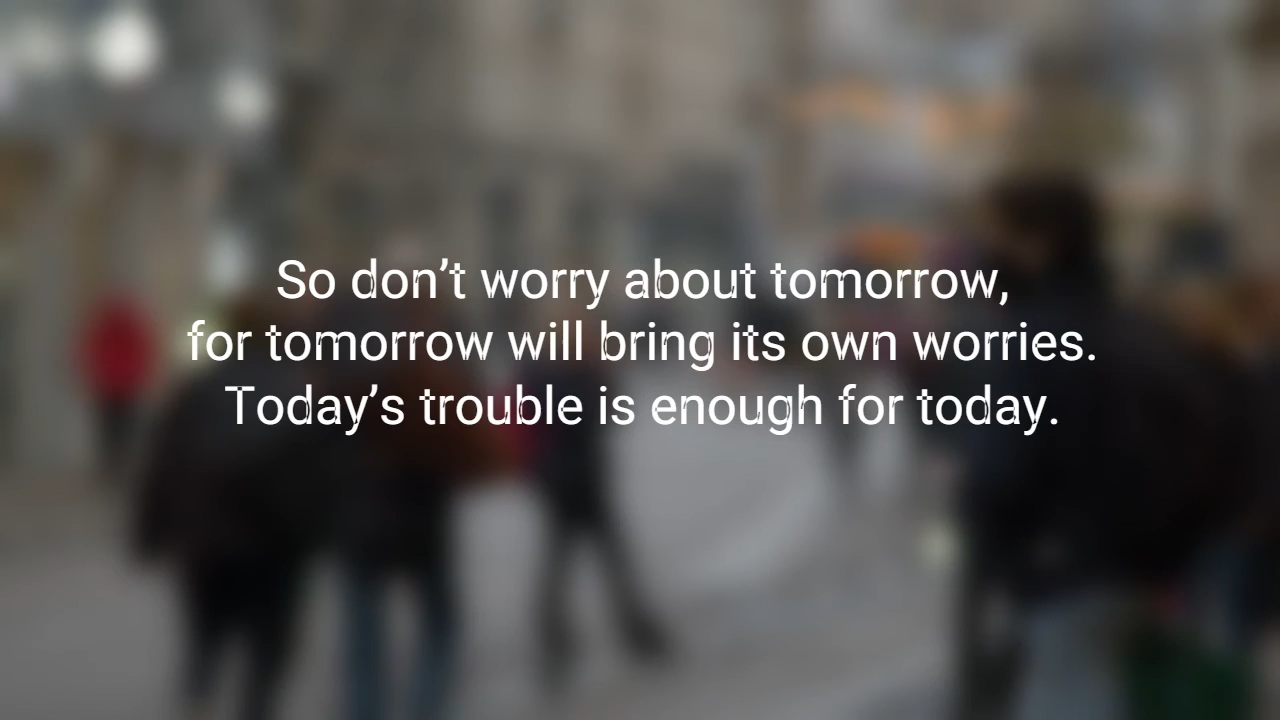 So don’t worry about tomorrow,
for tomorrow will bring its own worries.
Today’s trouble is enough for today.